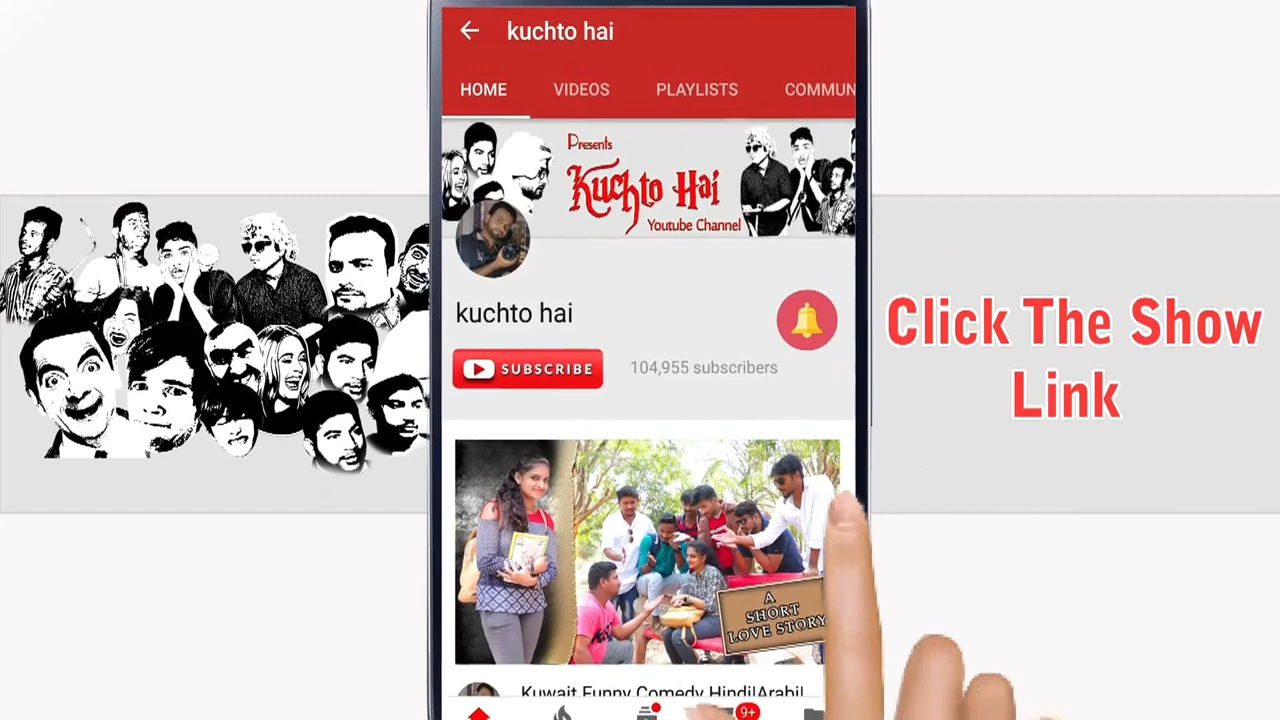 kuchto hai
HOME VIDEOS PLAYLISTS COMMUN
Presents
Kuchto Hai
Youtube Channel
kuchto hai
SUBSCRIBE 104,955 subscribers
Click The Show
Link
A
SHORT
LOVE STORY
Kuwait Funny Comedy Hindi|Arabi|
9+